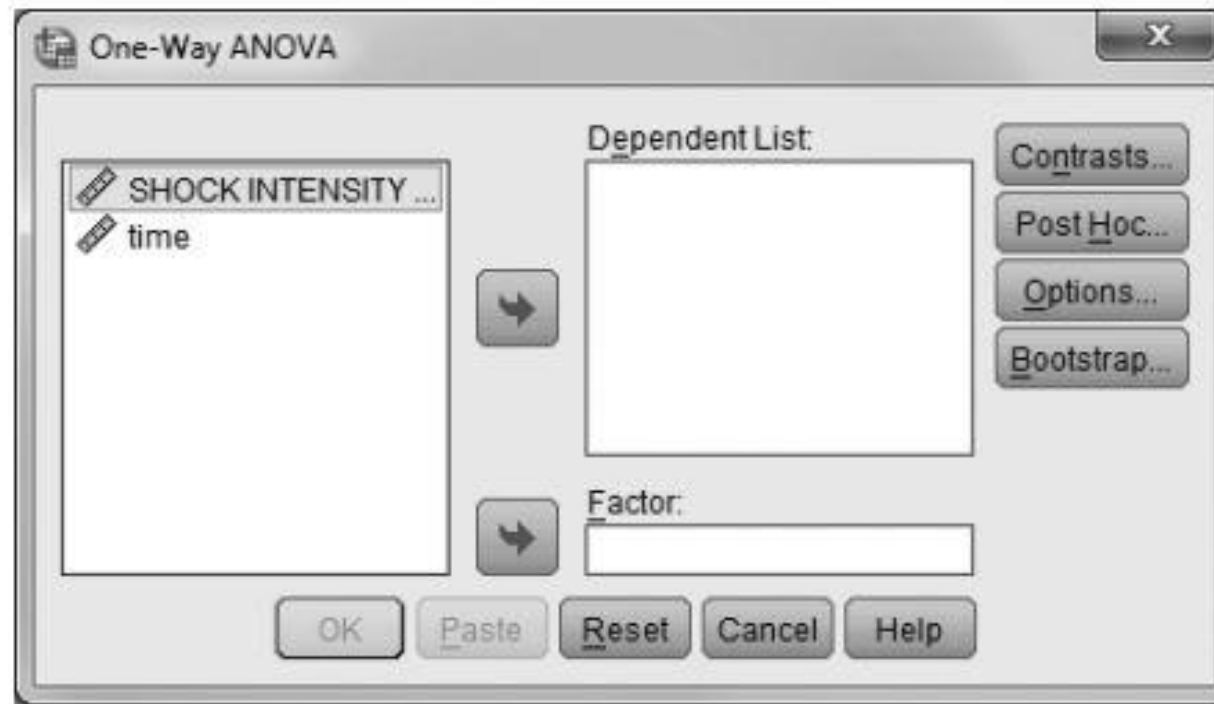 One-Way ANOVA
x
SHOCK INTENSITY ...
time
Dependent List:
Factor:
Contrasts...
Post Hoc...
Options...
Bootstrap...
OK
Paste
Reset
Cancel
Help